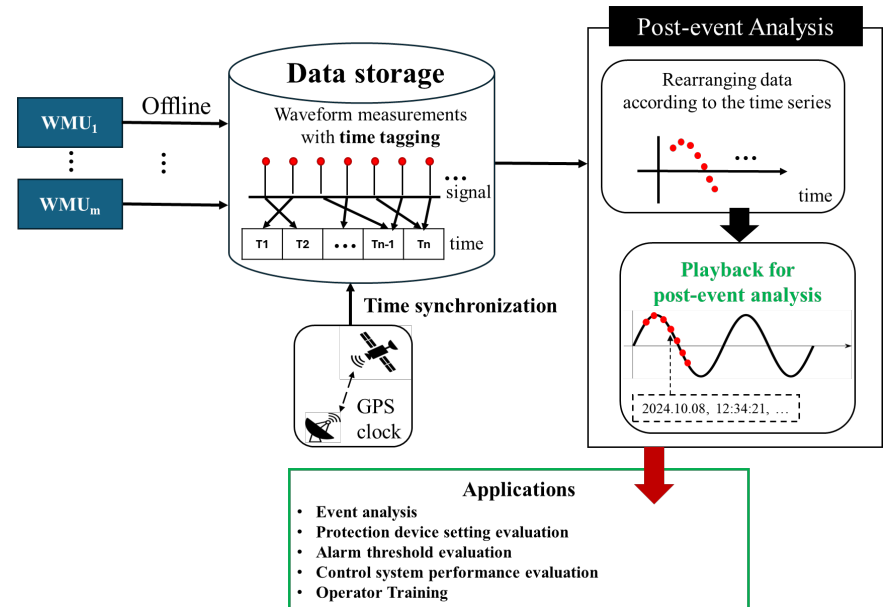 Post-event Analysis
Data storage
Rearranging data
according to the time series
WMU1
Offline
Waveform measurements
with time tagging
...
...
...
...
signal
time
WMUm
T1 T2 ... Tn-1 Tn
time
Playback for
post-event analysis
Time synchronization
GPS
clock
2024.10.08, 12:34:21, ...
Applications
• Event analysis
• Protection device setting evaluation
• Alarm threshold evaluation
• Control system performance evaluation
• Operator Training